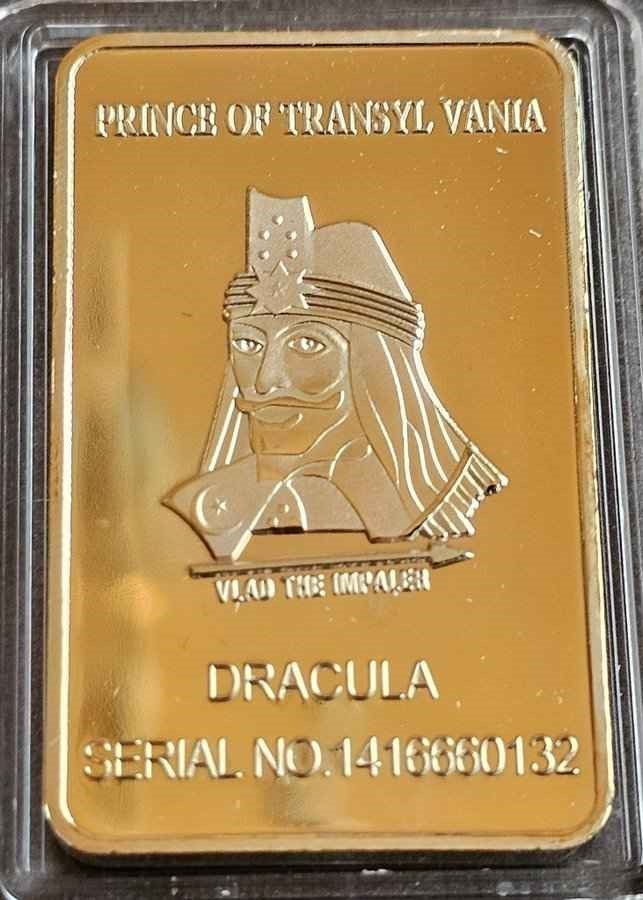 PRINCE OF TRANSYL VANIA
VLAD THE IMPALER
DRACULA
SERIAL NO.1416660132